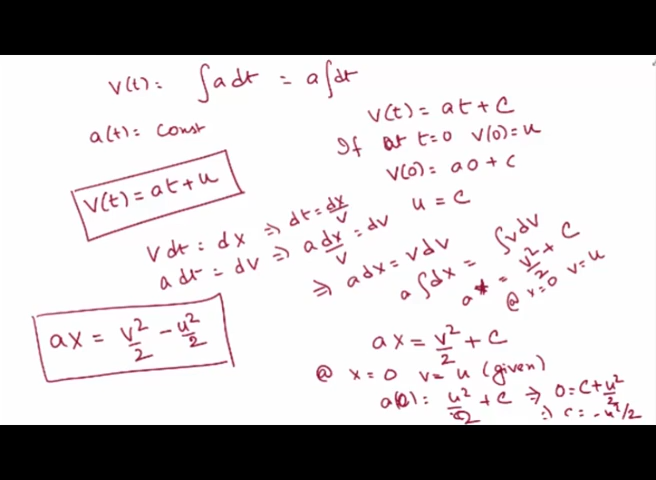 v(t) = ∫a dt = a∫dt
a(t) = const
v(t) = at + u
v(t) = at + c
If at t=0 v(0)=u
v(0) = a0 + c
u = c
v dt = dx ⇒ dt = dx/v
a dt = dv ⇒ a dx/v = dv
⇒ a dx = v dv
a∫dx = ∫v dv
= v²/2 + c
@ x=0 v=u
ax = v²/2 - u²/2
ax = v²/2 + c
@ x=0 v=u (given)
a(0) = u²/2 + c ⇒ 0 = c + u²/2
⇒ c = -u²/2